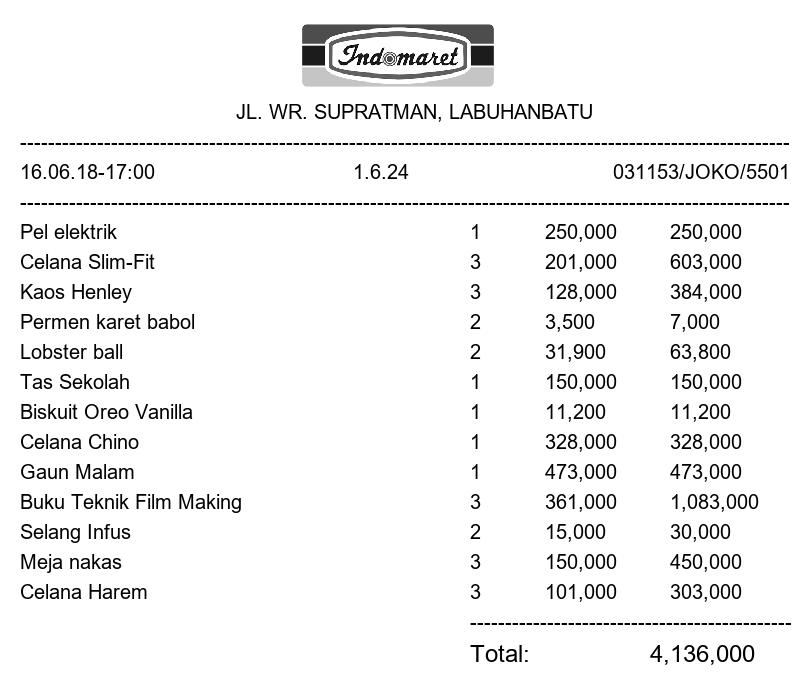 Indomaret
JL. WR. SUPRATMAN, LABUHANBATU
16.06.18-17:00 1.6.24 031153/JOKO/5501
Pel elektrik 1 250,000 250,000
Celana Slim-Fit 3 201,000 603,000
Kaos Henley 3 128,000 384,000
Permen karet babol 2 3,500 7,000
Lobster ball 2 31,900 63,800
Tas Sekolah 1 150,000 150,000
Biskuit Oreo Vanilla 1 11,200 11,200
Celana Chino 1 328,000 328,000
Gaun Malam 1 473,000 473,000
Buku Teknik Film Making 3 361,000 1,083,000
Selang Infus 2 15,000 30,000
Meja nakas 3 150,000 450,000
Celana Harem 3 101,000 303,000
Total: 4,136,000